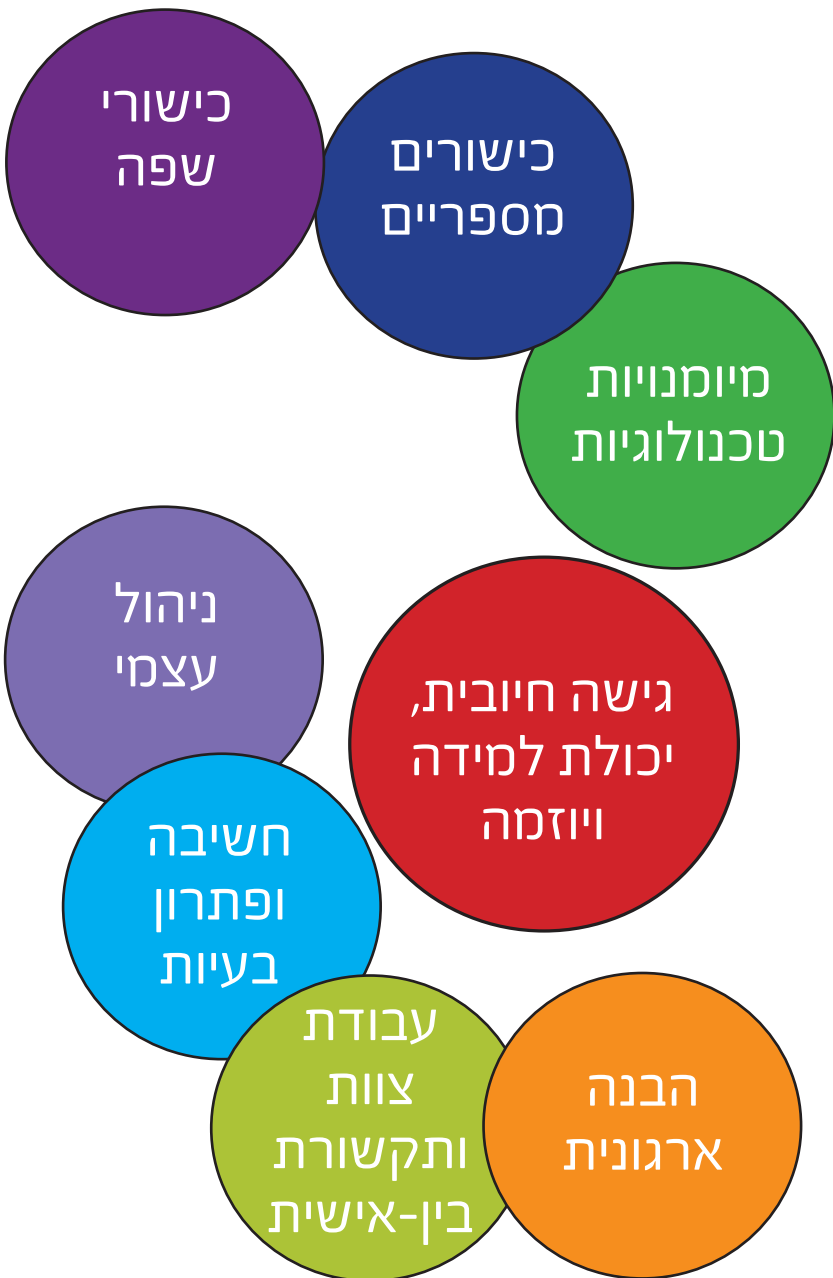 כישורי
שפה
כישורים
מספריים
מיומנויות
טכנולוגיות
ניהול
עצמי
גישה חיובית,
יכולת למידה
ויוזמה
חשיבה
ופתרון
בעיות
עבודת
צוות
ותקשורת
בין-אישית
הבנה
ארגונית